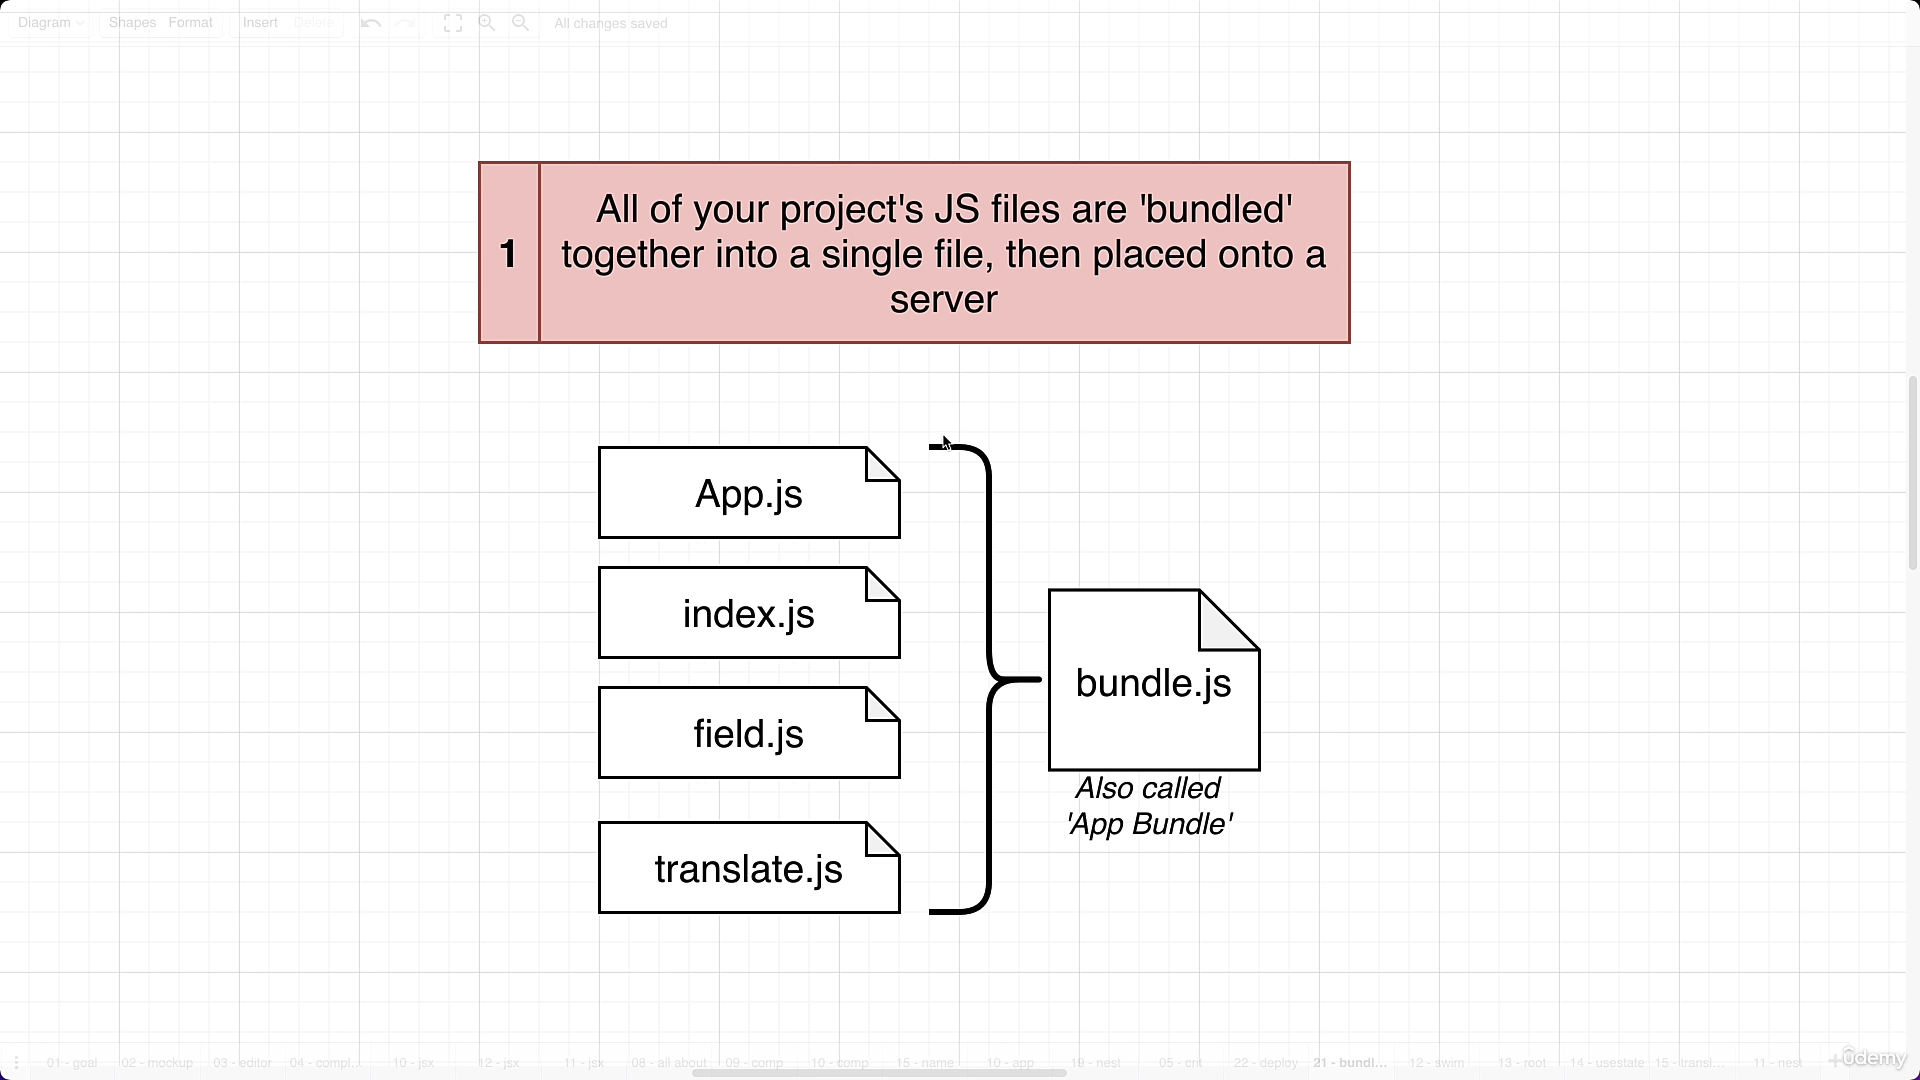 Diagram Shapes Format Insert Delete All changes saved
1
All of your project's JS files are 'bundled'
together into a single file, then placed onto a
server
App.js
index.js
field.js
translate.js
bundle.js
Also called
'App Bundle'
01 - goal 02 - mockup 03 - editor 04 - compl... 10 - jsx 12 - jsx 11 - jsx 08 - all about 09 - comp 10 - comp 15 - name 10 - app 19 - nest 05 - crit 22 - deploy 21 - bundl... 12 - swim 13 - root 14 - usestate 15 - transl... 11 - nest
ûdemy